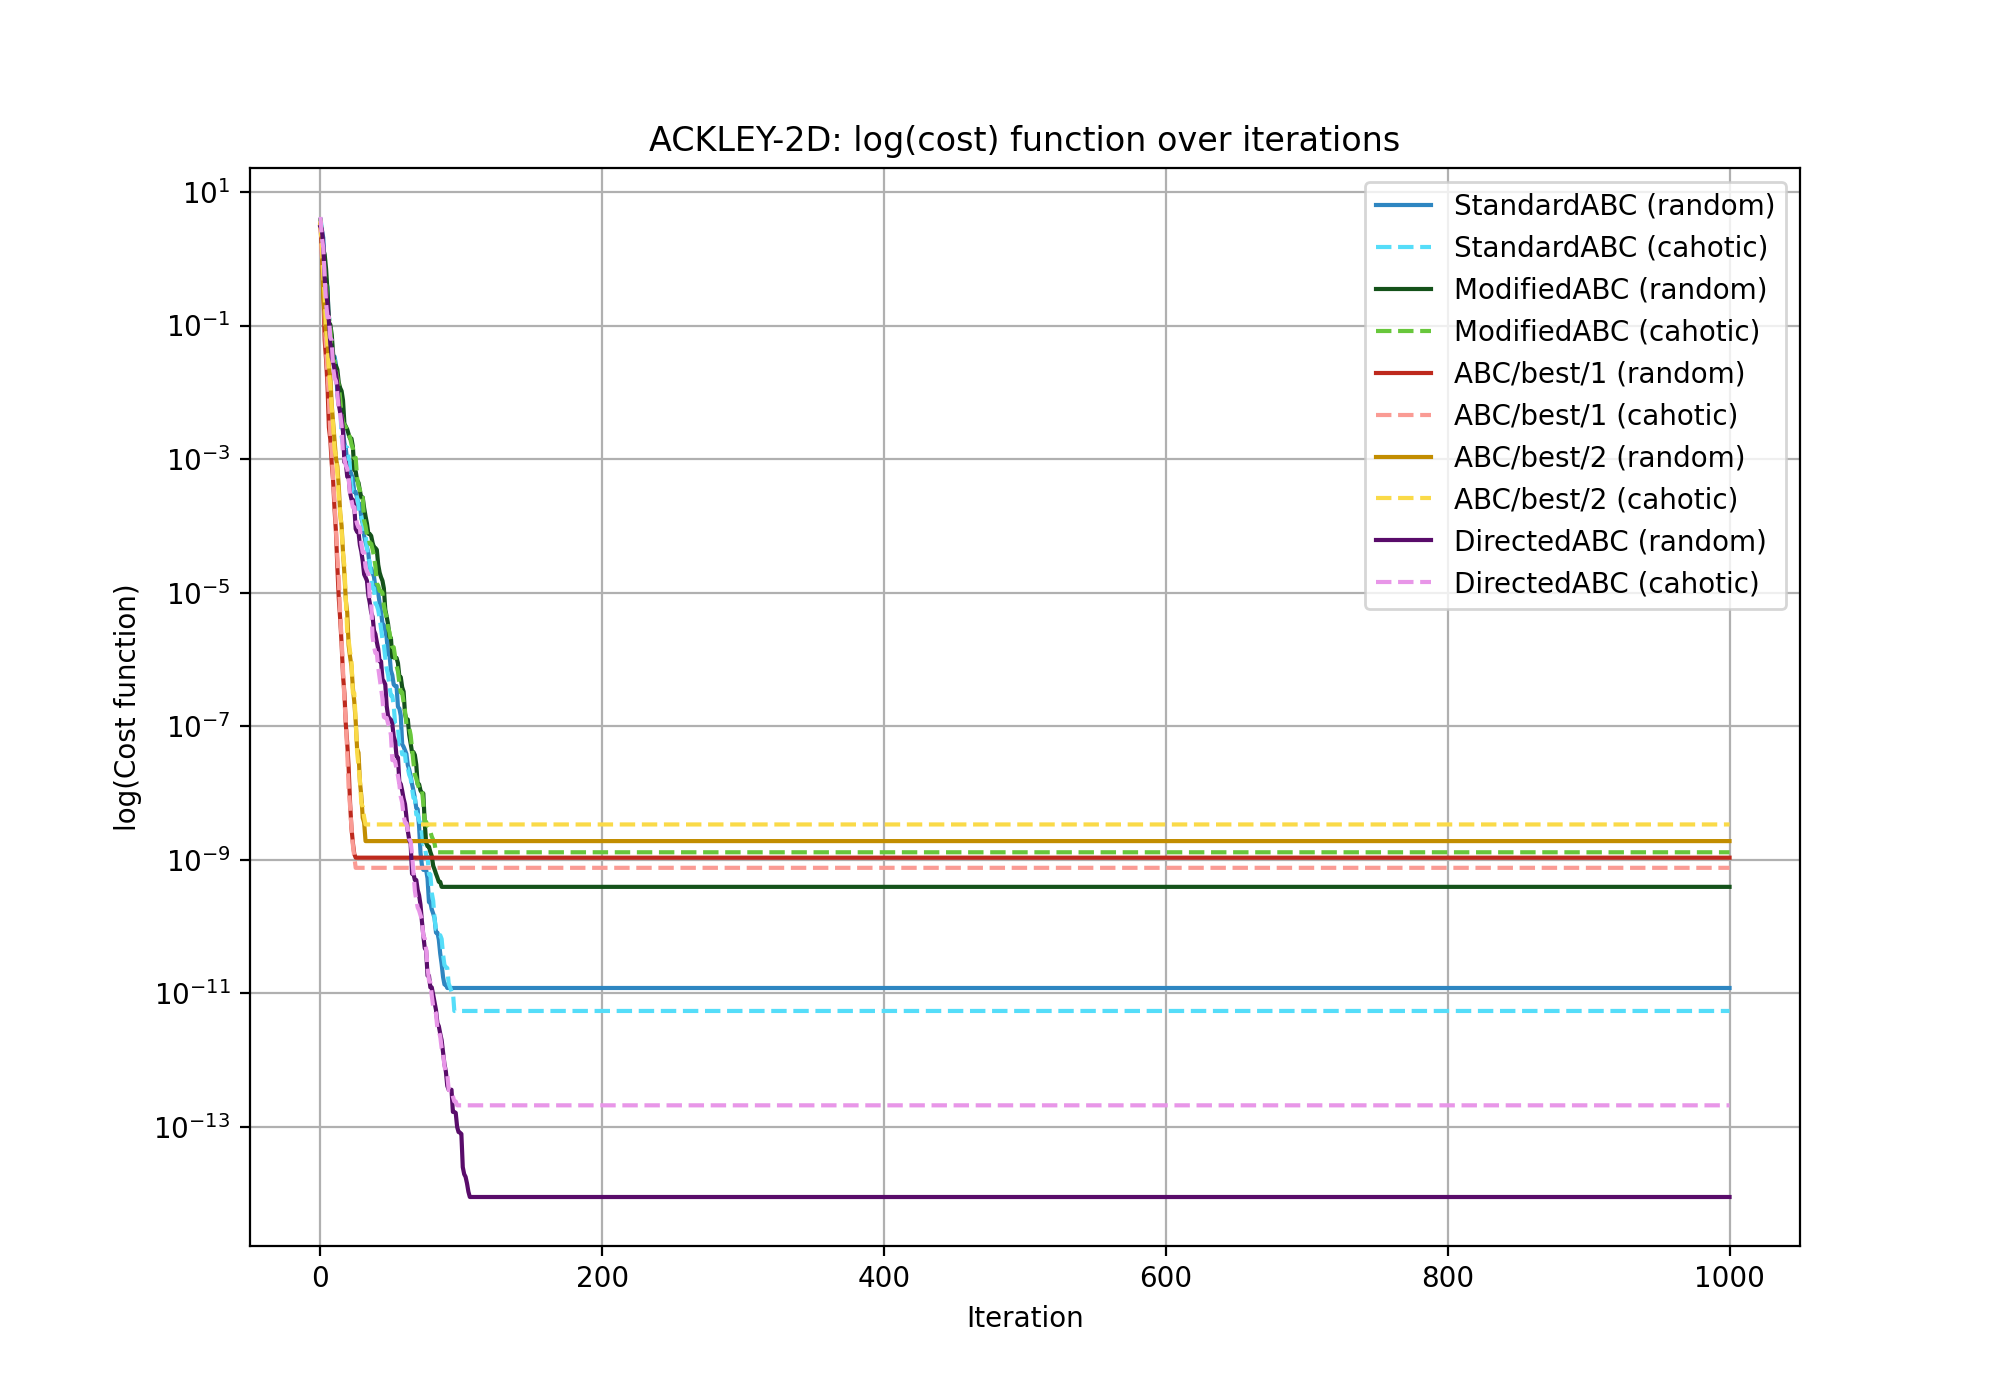 ACKLEY-2D: log(cost) function over iterations
10¹
10⁻¹
10⁻³
10⁻⁵
10⁻⁷
10⁻⁹
10⁻¹¹
10⁻¹³
log(Cost function)
StandardABC (random)
StandardABC (cahotic)
ModifiedABC (random)
ModifiedABC (cahotic)
ABC/best/1 (random)
ABC/best/1 (cahotic)
ABC/best/2 (random)
ABC/best/2 (cahotic)
DirectedABC (random)
DirectedABC (cahotic)
0 200 400 600 800 1000
Iteration